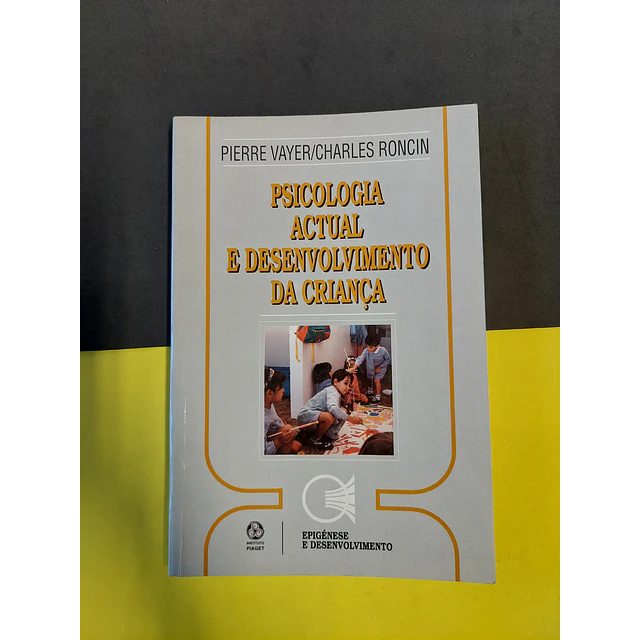 PIERRE VAYER/CHARLES RONCIN
PSICOLOGIA
ACTUAL
E DESENVOLVIMENTO
DA CRIANÇA
INSTITUTO
PIAGET
EPIGÉNESE
E DESENVOLVIMENTO